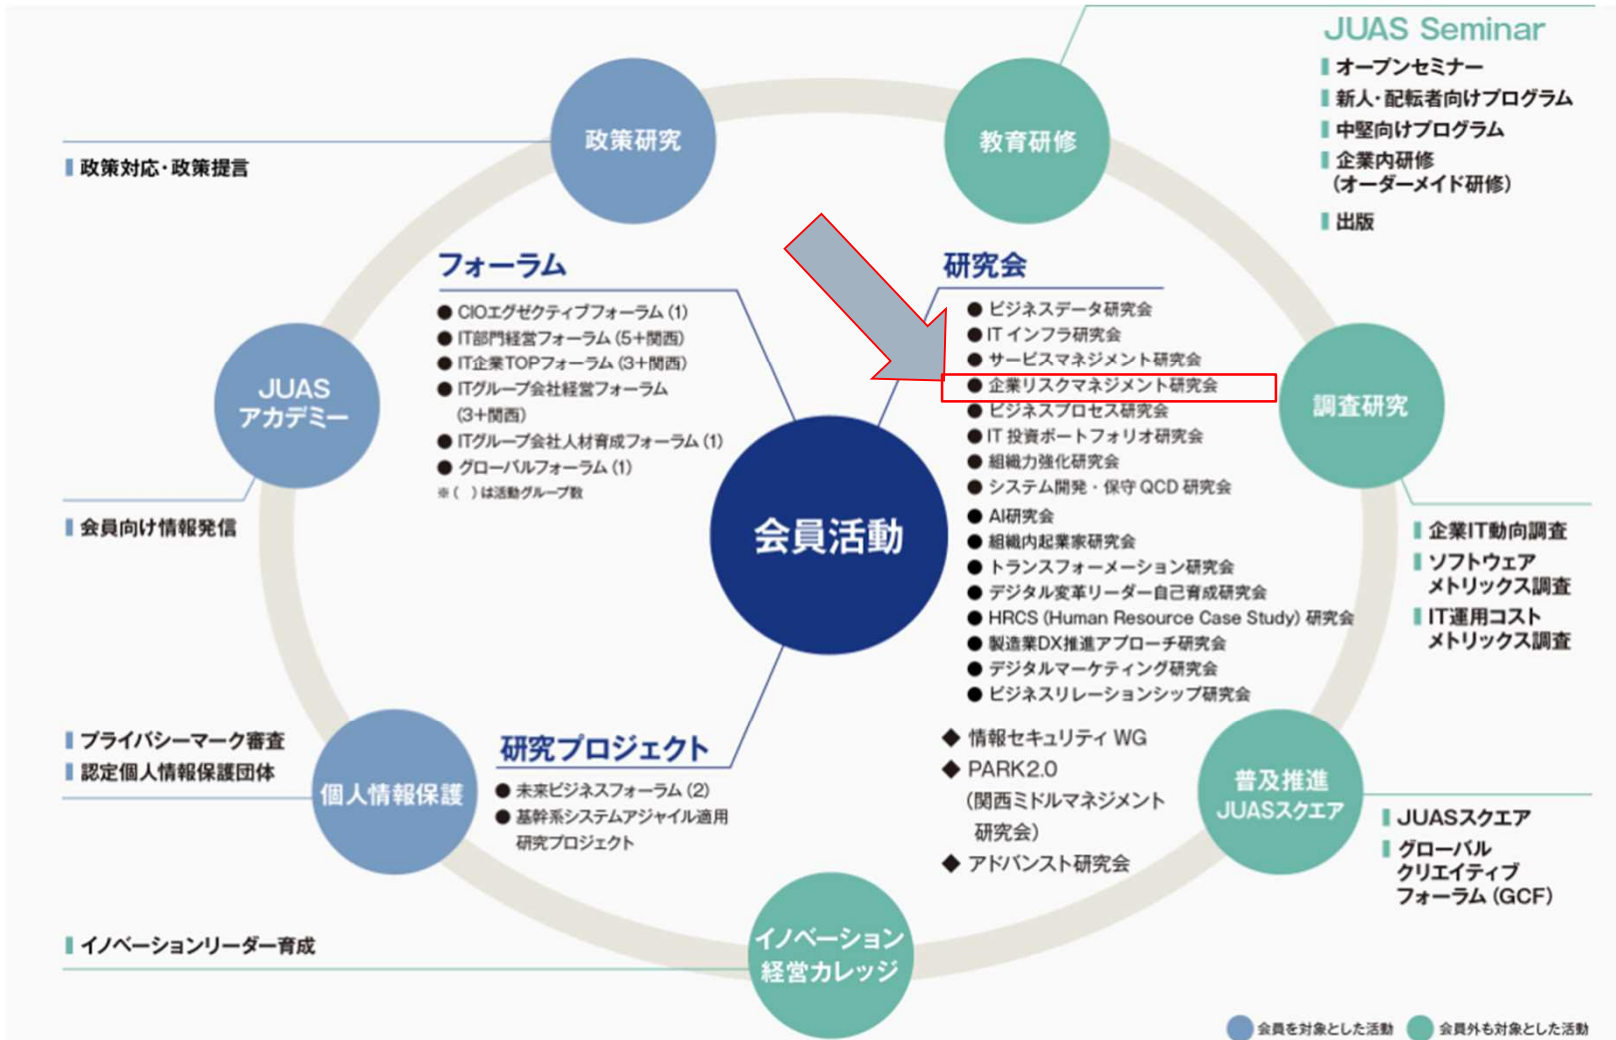 JUAS Seminar
オープンセミナー
新人・配転者向けプログラム
中堅向けプログラム
企業内研修
(オーダーメイド研修)
出版
政策研究
教育研修
政策対応・政策提言
フォーラム
CIOエグゼクティブフォーラム (1)
IT部門経営フォーラム (5+関西)
IT企業TOPフォーラム (3+関西)
ITグループ会社経営フォーラム
(3+関西)
ITグループ会社人材育成フォーラム (1)
グローバルフォーラム (1)
※ ( ) は活動グループ数
研究会
ビジネスデータ研究会
IT インフラ研究会
サービスマネジメント研究会
企業リスクマネジメント研究会
ビジネスプロセス研究会
IT 投資ポートフォリオ研究会
組織力強化研究会
システム開発・保守 QCD 研究会
AI研究会
組織内起業家研究会
トランスフォーメーション研究会
デジタル変革リーダー自己育成研究会
HRCS (Human Resource Case Study) 研究会
製造業DX推進アプローチ研究会
デジタルマーケティング研究会
ビジネスリレーションシップ研究会
◆ 情報セキュリティ WG
◆ PARK2.0
(関西ミドルマネジメント
研究会)
◆ アドバンスト研究会
JUAS
アカデミー
会員向け情報発信
会員活動
調査研究
企業IT動向調査
ソフトウェア
メトリックス調査
IT運用コスト
メトリックス調査
プライバシーマーク審査
認定個人情報保護団体
個人情報保護
研究プロジェクト
未来ビジネスフォーラム (2)
基幹系システムアジャイル適用
研究プロジェクト
普及推進
JUASスクエア
JUASスクエア
グローバル
クリエイティブ
フォーラム (GCF)
イノベーションリーダー育成
イノベーション
経営カレッジ
会員を対象とした活動
会員外も対象とした活動